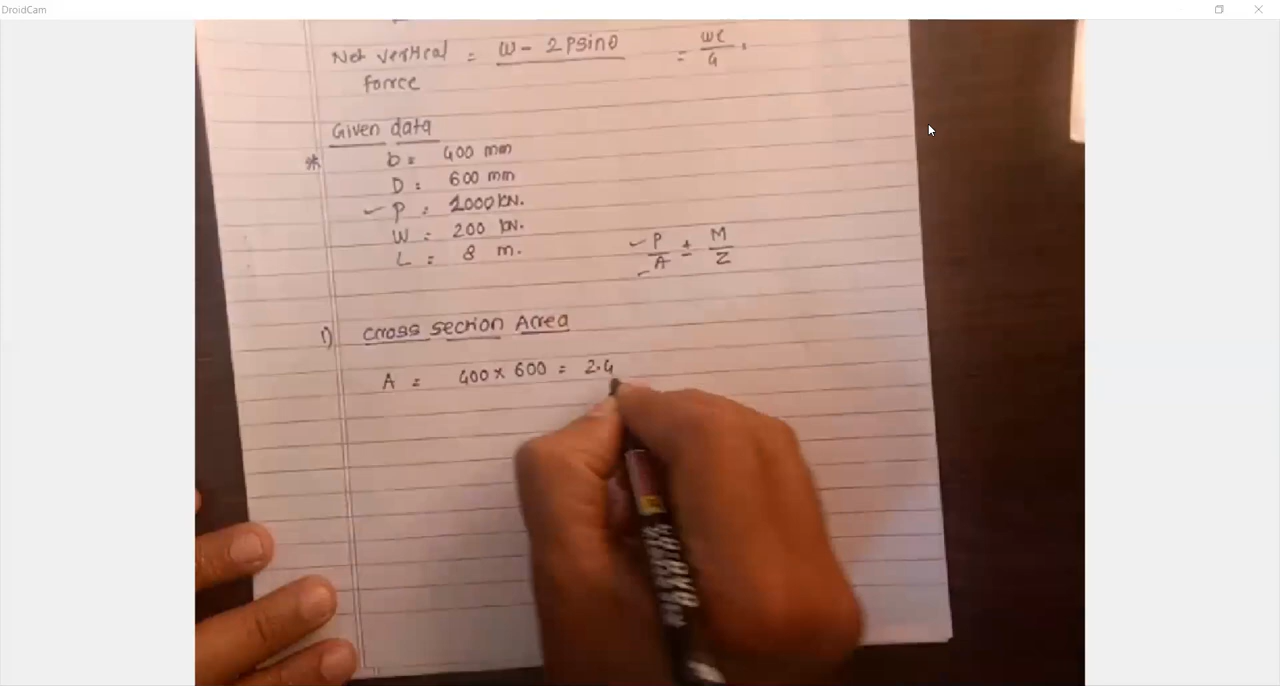 DroidCam
Net vertical = W - 2Psinθ = WL/4.
force
Given data
* b = 400 mm
D = 600 mm
✓ P = 1000 kN.
W = 200 kN.
L = 8 m.
P/A ± M/Z
1) Cross section Area
A = 400 × 600 = 2.4